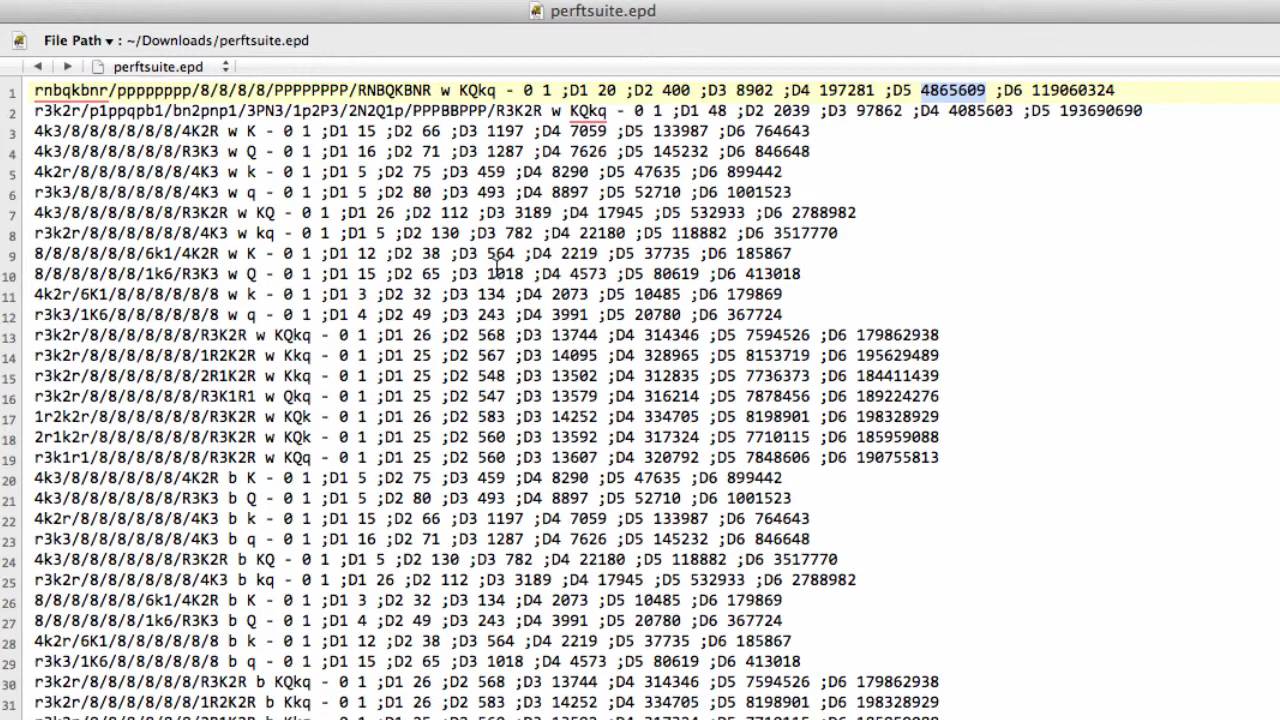 perftsuite.epd
File Path ▾ : ~/Downloads/perftsuite.epd
perftsuite.epd
1 rnbqkbnr/pppppppp/8/8/8/8/PPPPPPPP/RNBQKBNR w KQkq - 0 1 ;D1 20 ;D2 400 ;D3 8902 ;D4 197281 ;D5 4865609 ;D6 119060324
2 r3k2r/p1ppqpb1/bn2pnp1/3PN3/1p2P3/2N2Q1p/PPPBBPPP/R3K2R w KQkq - 0 1 ;D1 48 ;D2 2039 ;D3 97862 ;D4 4085603 ;D5 193690690
3 4k3/8/8/8/8/8/8/4K2R w K - 0 1 ;D1 15 ;D2 66 ;D3 1197 ;D4 7059 ;D5 133987 ;D6 764643
4 4k3/8/8/8/8/8/8/R3K3 w Q - 0 1 ;D1 16 ;D2 71 ;D3 1287 ;D4 7626 ;D5 145232 ;D6 846648
5 4k2r/8/8/8/8/8/8/4K3 w k - 0 1 ;D1 5 ;D2 75 ;D3 459 ;D4 8290 ;D5 47635 ;D6 899442
6 r3k3/8/8/8/8/8/8/4K3 w q - 0 1 ;D1 5 ;D2 80 ;D3 493 ;D4 8897 ;D5 52710 ;D6 1001523
7 4k3/8/8/8/8/8/8/R3K2R w KQ - 0 1 ;D1 26 ;D2 112 ;D3 3189 ;D4 17945 ;D5 532933 ;D6 2788982
8 r3k2r/8/8/8/8/8/8/4K3 w kq - 0 1 ;D1 5 ;D2 130 ;D3 782 ;D4 22180 ;D5 118882 ;D6 3517770
9 8/8/8/8/8/8/6k1/4K2R w K - 0 1 ;D1 12 ;D2 38 ;D3 564 ;D4 2219 ;D5 37735 ;D6 185867
10 8/8/8/8/8/8/1k6/R3K3 w Q - 0 1 ;D1 15 ;D2 65 ;D3 1018 ;D4 4573 ;D5 80619 ;D6 413018
11 4k2r/6K1/8/8/8/8/8/8 w k - 0 1 ;D1 3 ;D2 32 ;D3 134 ;D4 2073 ;D5 10485 ;D6 179869
12 r3k3/1K6/8/8/8/8/8/8 w q - 0 1 ;D1 4 ;D2 49 ;D3 243 ;D4 3991 ;D5 20780 ;D6 367724
13 r3k2r/8/8/8/8/8/8/R3K2R w KQkq - 0 1 ;D1 26 ;D2 568 ;D3 13744 ;D4 314346 ;D5 7594526 ;D6 179862938
14 r3k2r/8/8/8/8/8/8/1R2K2R w Kkq - 0 1 ;D1 25 ;D2 567 ;D3 14095 ;D4 328965 ;D5 8153719 ;D6 195629489
15 r3k2r/8/8/8/8/8/8/2R1K2R w Kkq - 0 1 ;D1 25 ;D2 548 ;D3 13502 ;D4 312835 ;D5 7736373 ;D6 184411439
16 r3k2r/8/8/8/8/8/8/R3K1R1 w Qkq - 0 1 ;D1 25 ;D2 547 ;D3 13579 ;D4 316214 ;D5 7878456 ;D6 189224276
17 1r2k2r/8/8/8/8/8/8/R3K2R w KQk - 0 1 ;D1 26 ;D2 583 ;D3 14252 ;D4 334705 ;D5 8198901 ;D6 198328929
18 2r1k2r/8/8/8/8/8/8/R3K2R w KQk - 0 1 ;D1 25 ;D2 560 ;D3 13592 ;D4 317324 ;D5 7710115 ;D6 185959088
19 r3k1r1/8/8/8/8/8/8/R3K2R w KQq - 0 1 ;D1 25 ;D2 560 ;D3 13607 ;D4 320792 ;D5 7848606 ;D6 190755813
20 4k3/8/8/8/8/8/8/4K2R b K - 0 1 ;D1 5 ;D2 75 ;D3 459 ;D4 8290 ;D5 47635 ;D6 899442
21 4k3/8/8/8/8/8/8/R3K3 b Q - 0 1 ;D1 5 ;D2 80 ;D3 493 ;D4 8897 ;D5 52710 ;D6 1001523
22 4k2r/8/8/8/8/8/8/4K3 b k - 0 1 ;D1 15 ;D2 66 ;D3 1197 ;D4 7059 ;D5 133987 ;D6 764643
23 r3k3/8/8/8/8/8/8/4K3 b q - 0 1 ;D1 16 ;D2 71 ;D3 1287 ;D4 7626 ;D5 145232 ;D6 846648
24 4k3/8/8/8/8/8/8/R3K2R b KQ - 0 1 ;D1 5 ;D2 130 ;D3 782 ;D4 22180 ;D5 118882 ;D6 3517770
25 r3k2r/8/8/8/8/8/8/4K3 b kq - 0 1 ;D1 26 ;D2 112 ;D3 3189 ;D4 17945 ;D5 532933 ;D6 2788982
26 8/8/8/8/8/8/6k1/4K2R b K - 0 1 ;D1 3 ;D2 32 ;D3 134 ;D4 2073 ;D5 10485 ;D6 179869
27 8/8/8/8/8/8/1k6/R3K3 b Q - 0 1 ;D1 4 ;D2 49 ;D3 243 ;D4 3991 ;D5 20780 ;D6 367724
28 4k2r/6K1/8/8/8/8/8/8 b k - 0 1 ;D1 12 ;D2 38 ;D3 564 ;D4 2219 ;D5 37735 ;D6 185867
29 r3k3/1K6/8/8/8/8/8/8 b q - 0 1 ;D1 15 ;D2 65 ;D3 1018 ;D4 4573 ;D5 80619 ;D6 413018
30 r3k2r/8/8/8/8/8/8/R3K2R b KQkq - 0 1 ;D1 26 ;D2 568 ;D3 13744 ;D4 314346 ;D5 7594526 ;D6 179862938
31 r3k2r/8/8/8/8/8/8/1R2K2R b Kkq - 0 1 ;D1 26 ;D2 583 ;D3 14252 ;D4 334705 ;D5 8198901 ;D6 198328929